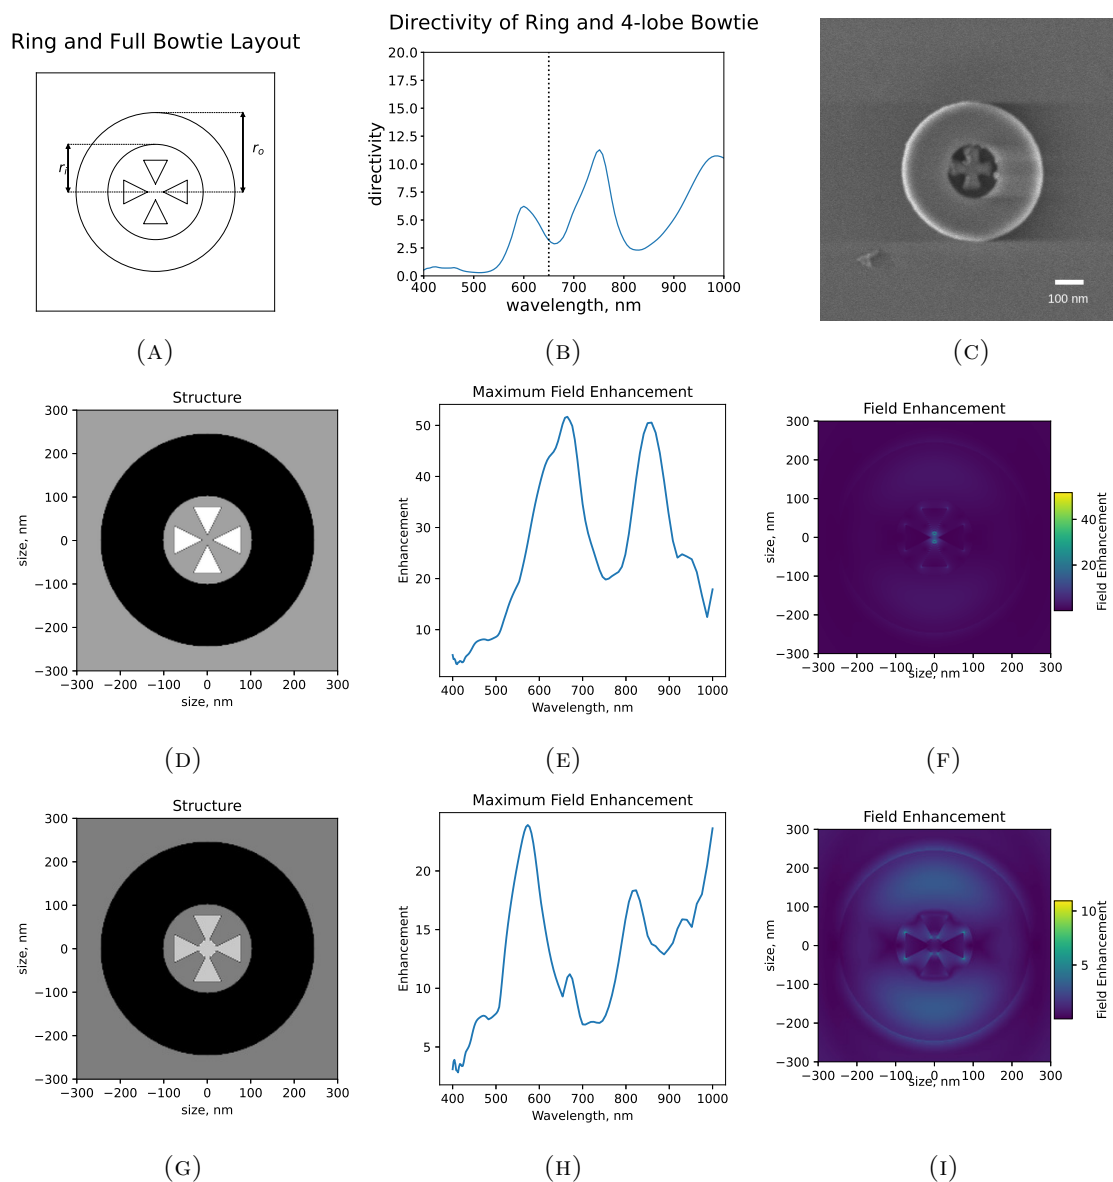 Ring and Full Bowtie Layout
r_i
r_o
(A)
Directivity of Ring and 4-lobe Bowtie
directivity
20.0
17.5
15.0
12.5
10.0
7.5
5.0
2.5
0.0
400 500 600 700 800 900 1000
wavelength, nm
(B)
100 nm
(C)
Structure
size, nm
300
200
100
0
−100
−200
−300
−300 −200 −100 0 100 200 300
size, nm
(D)
Maximum Field Enhancement
Enhancement
50
40
30
20
10
400 500 600 700 800 900 1000
Wavelength, nm
(E)
Field Enhancement
size, nm
300
200
100
0
−100
−200
−300
−300 −200 −100 0 100 200 300
size, nm
40
20
Field Enhancement
(F)
Structure
size, nm
300
200
100
0
−100
−200
−300
−300 −200 −100 0 100 200 300
size, nm
(G)
Maximum Field Enhancement
Enhancement
20
15
10
5
400 500 600 700 800 900 1000
Wavelength, nm
(H)
Field Enhancement
size, nm
300
200
100
0
−100
−200
−300
−300 −200 −100 0 100 200 300
size, nm
10
5
Field Enhancement
(I)